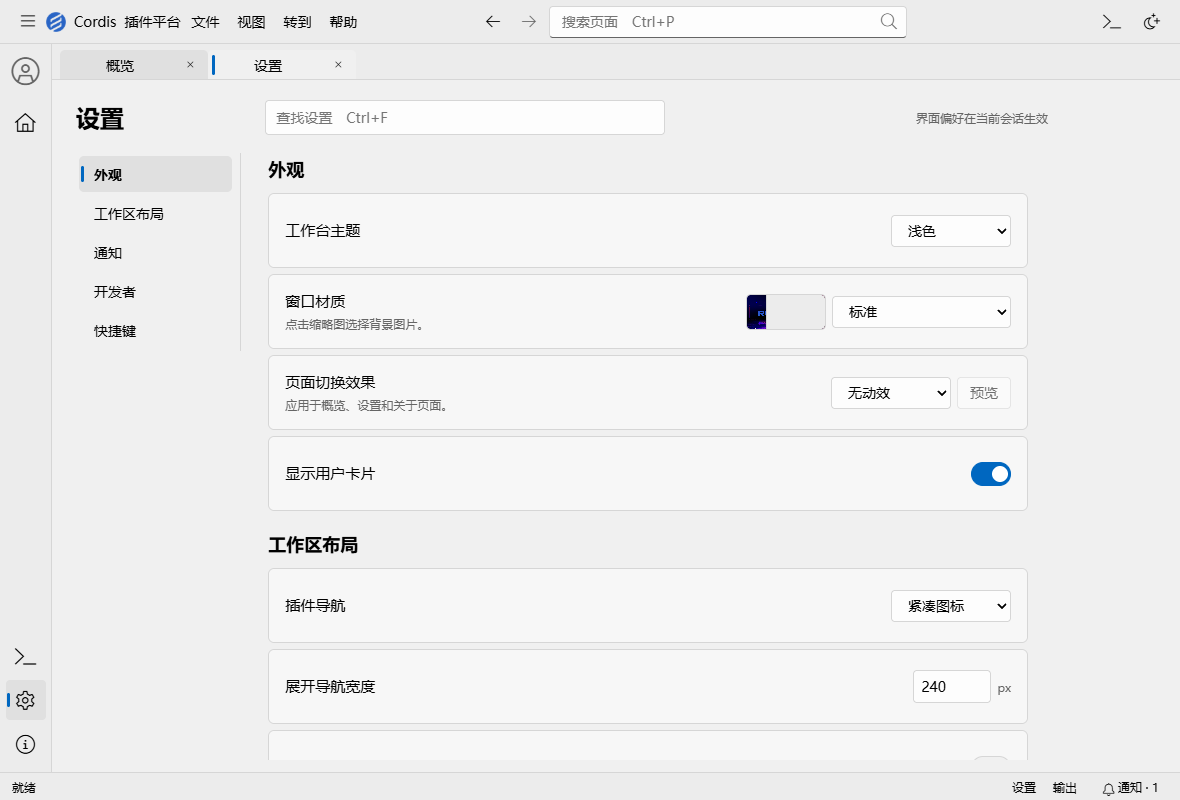 Cordis 插件平台 文件 视图 转到 帮助
搜索页面 Ctrl+P
概览 ×
设置 ×
设置
查找设置 Ctrl+F
界面偏好在当前会话生效
外观
工作区布局
通知
开发者
快捷键
外观
工作台主题
浅色
窗口材质
点击缩略图选择背景图片。
标准
页面切换效果
应用于概览、设置和关于页面。
无动效
预览
显示用户卡片
工作区布局
插件导航
紧凑图标
展开导航宽度
240 px
就绪
设置 输出 通知 · 1